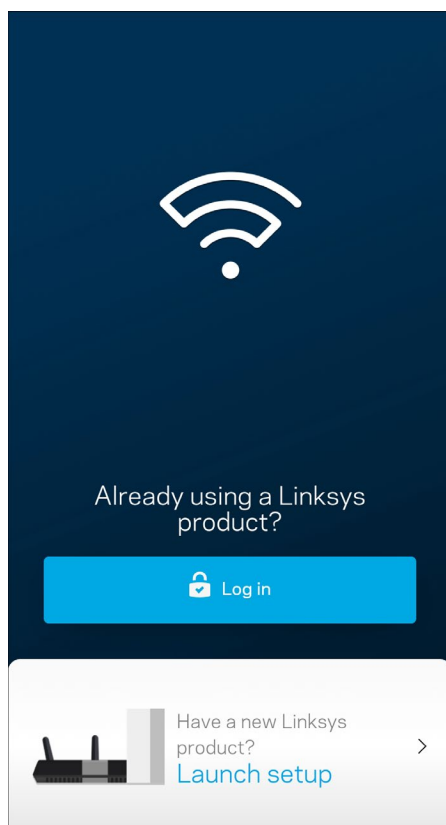 Already using a Linksys
product?
Log in
Have a new Linksys
product?
Launch setup